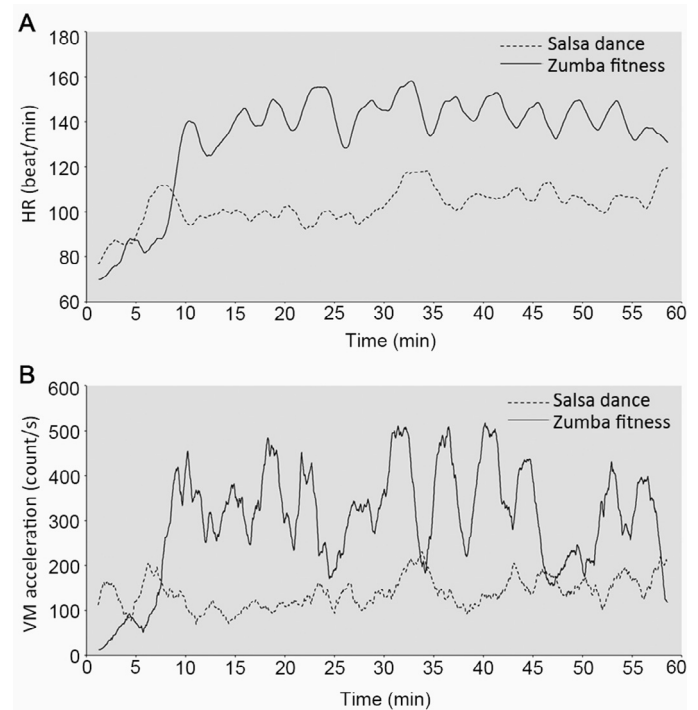 A
180
160
140
120
100
80
60
HR (beat/min)
Salsa dance
Zumba fitness
0 5 10 15 20 25 30 35 40 45 50 55 60
Time (min)
B
600
500
400
300
200
100
0
VM acceleration (count/s)
Salsa dance
Zumba fitness
0 5 10 15 20 25 30 35 40 45 50 55 60
Time (min)